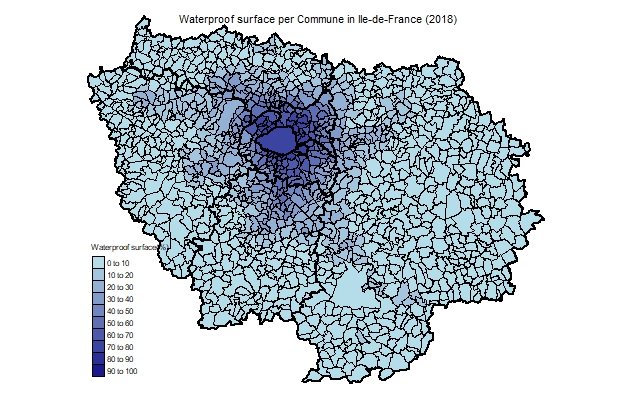 Waterproof surface per Commune in Ile-de-France (2018)
Waterproof surface(%)
0 to 10
10 to 20
20 to 30
30 to 40
40 to 50
50 to 60
60 to 70
70 to 80
80 to 90
90 to 100